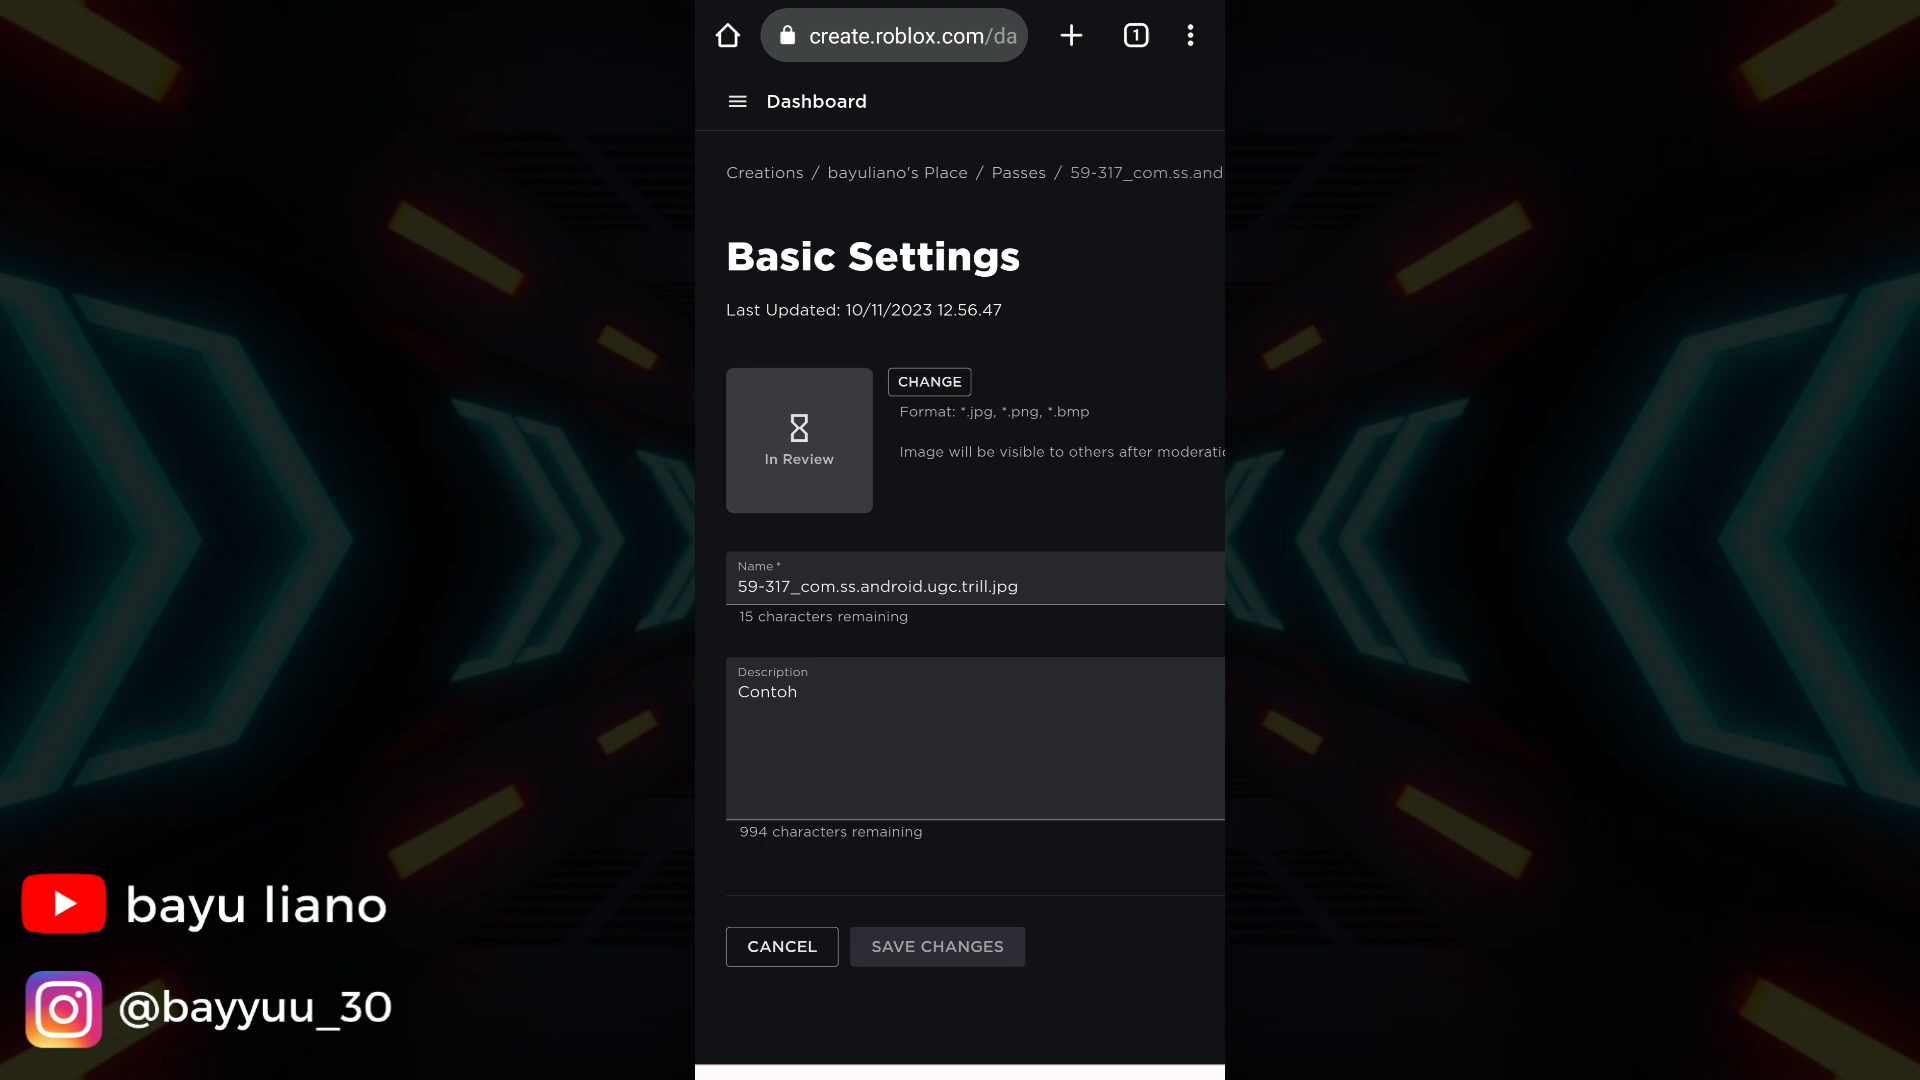 create.roblox.com/da
1
Dashboard
Creations / bayuliano's Place / Passes / 59-317_com.ss.and
Basic Settings
Last Updated: 10/11/2023 12.56.47
In Review
CHANGE
Format: *.jpg, *.png, *.bmp
Image will be visible to others after moderatio
Name *
59-317_com.ss.android.ugc.trill.jpg
15 characters remaining
Description
Contoh
994 characters remaining
CANCEL
SAVE CHANGES
bayu liano
@bayyuu_30